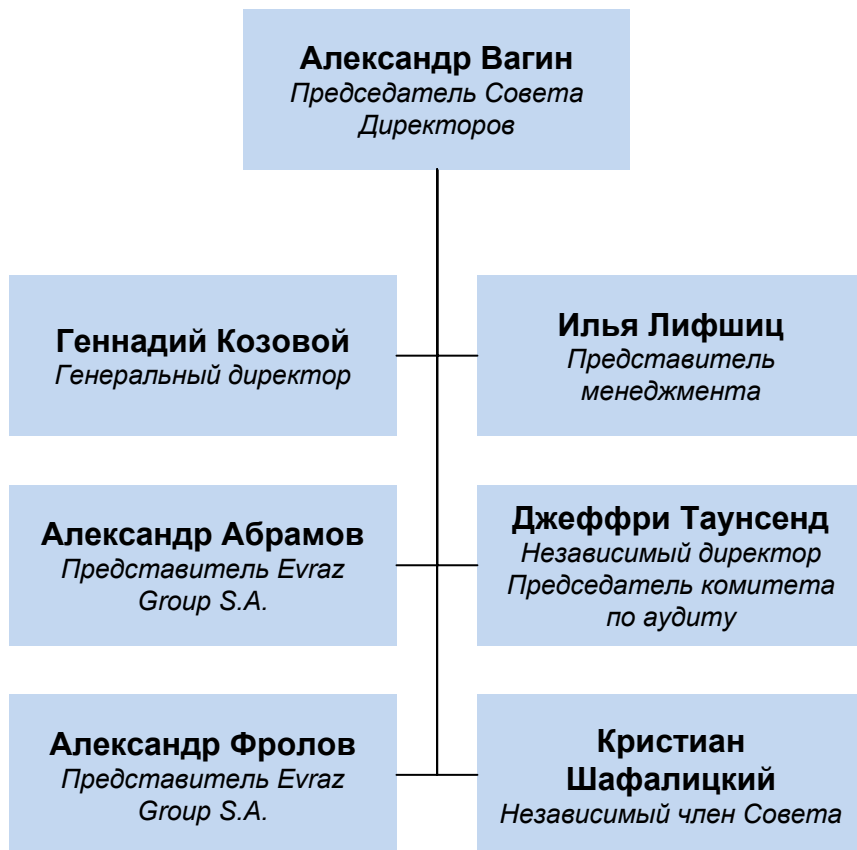 Александр Вагин
Председатель Совета
Директоров
Геннадий Козовой
Генеральный директор
Илья Лифшиц
Представитель
менеджмента
Александр Абрамов
Представитель Evraz
Group S.A.
Джеффри Таунсенд
Независимый директор
Председатель комитета
по аудиту
Александр Фролов
Представитель Evraz
Group S.A.
Кристиан
Шафалицкий
Независимый член Совета